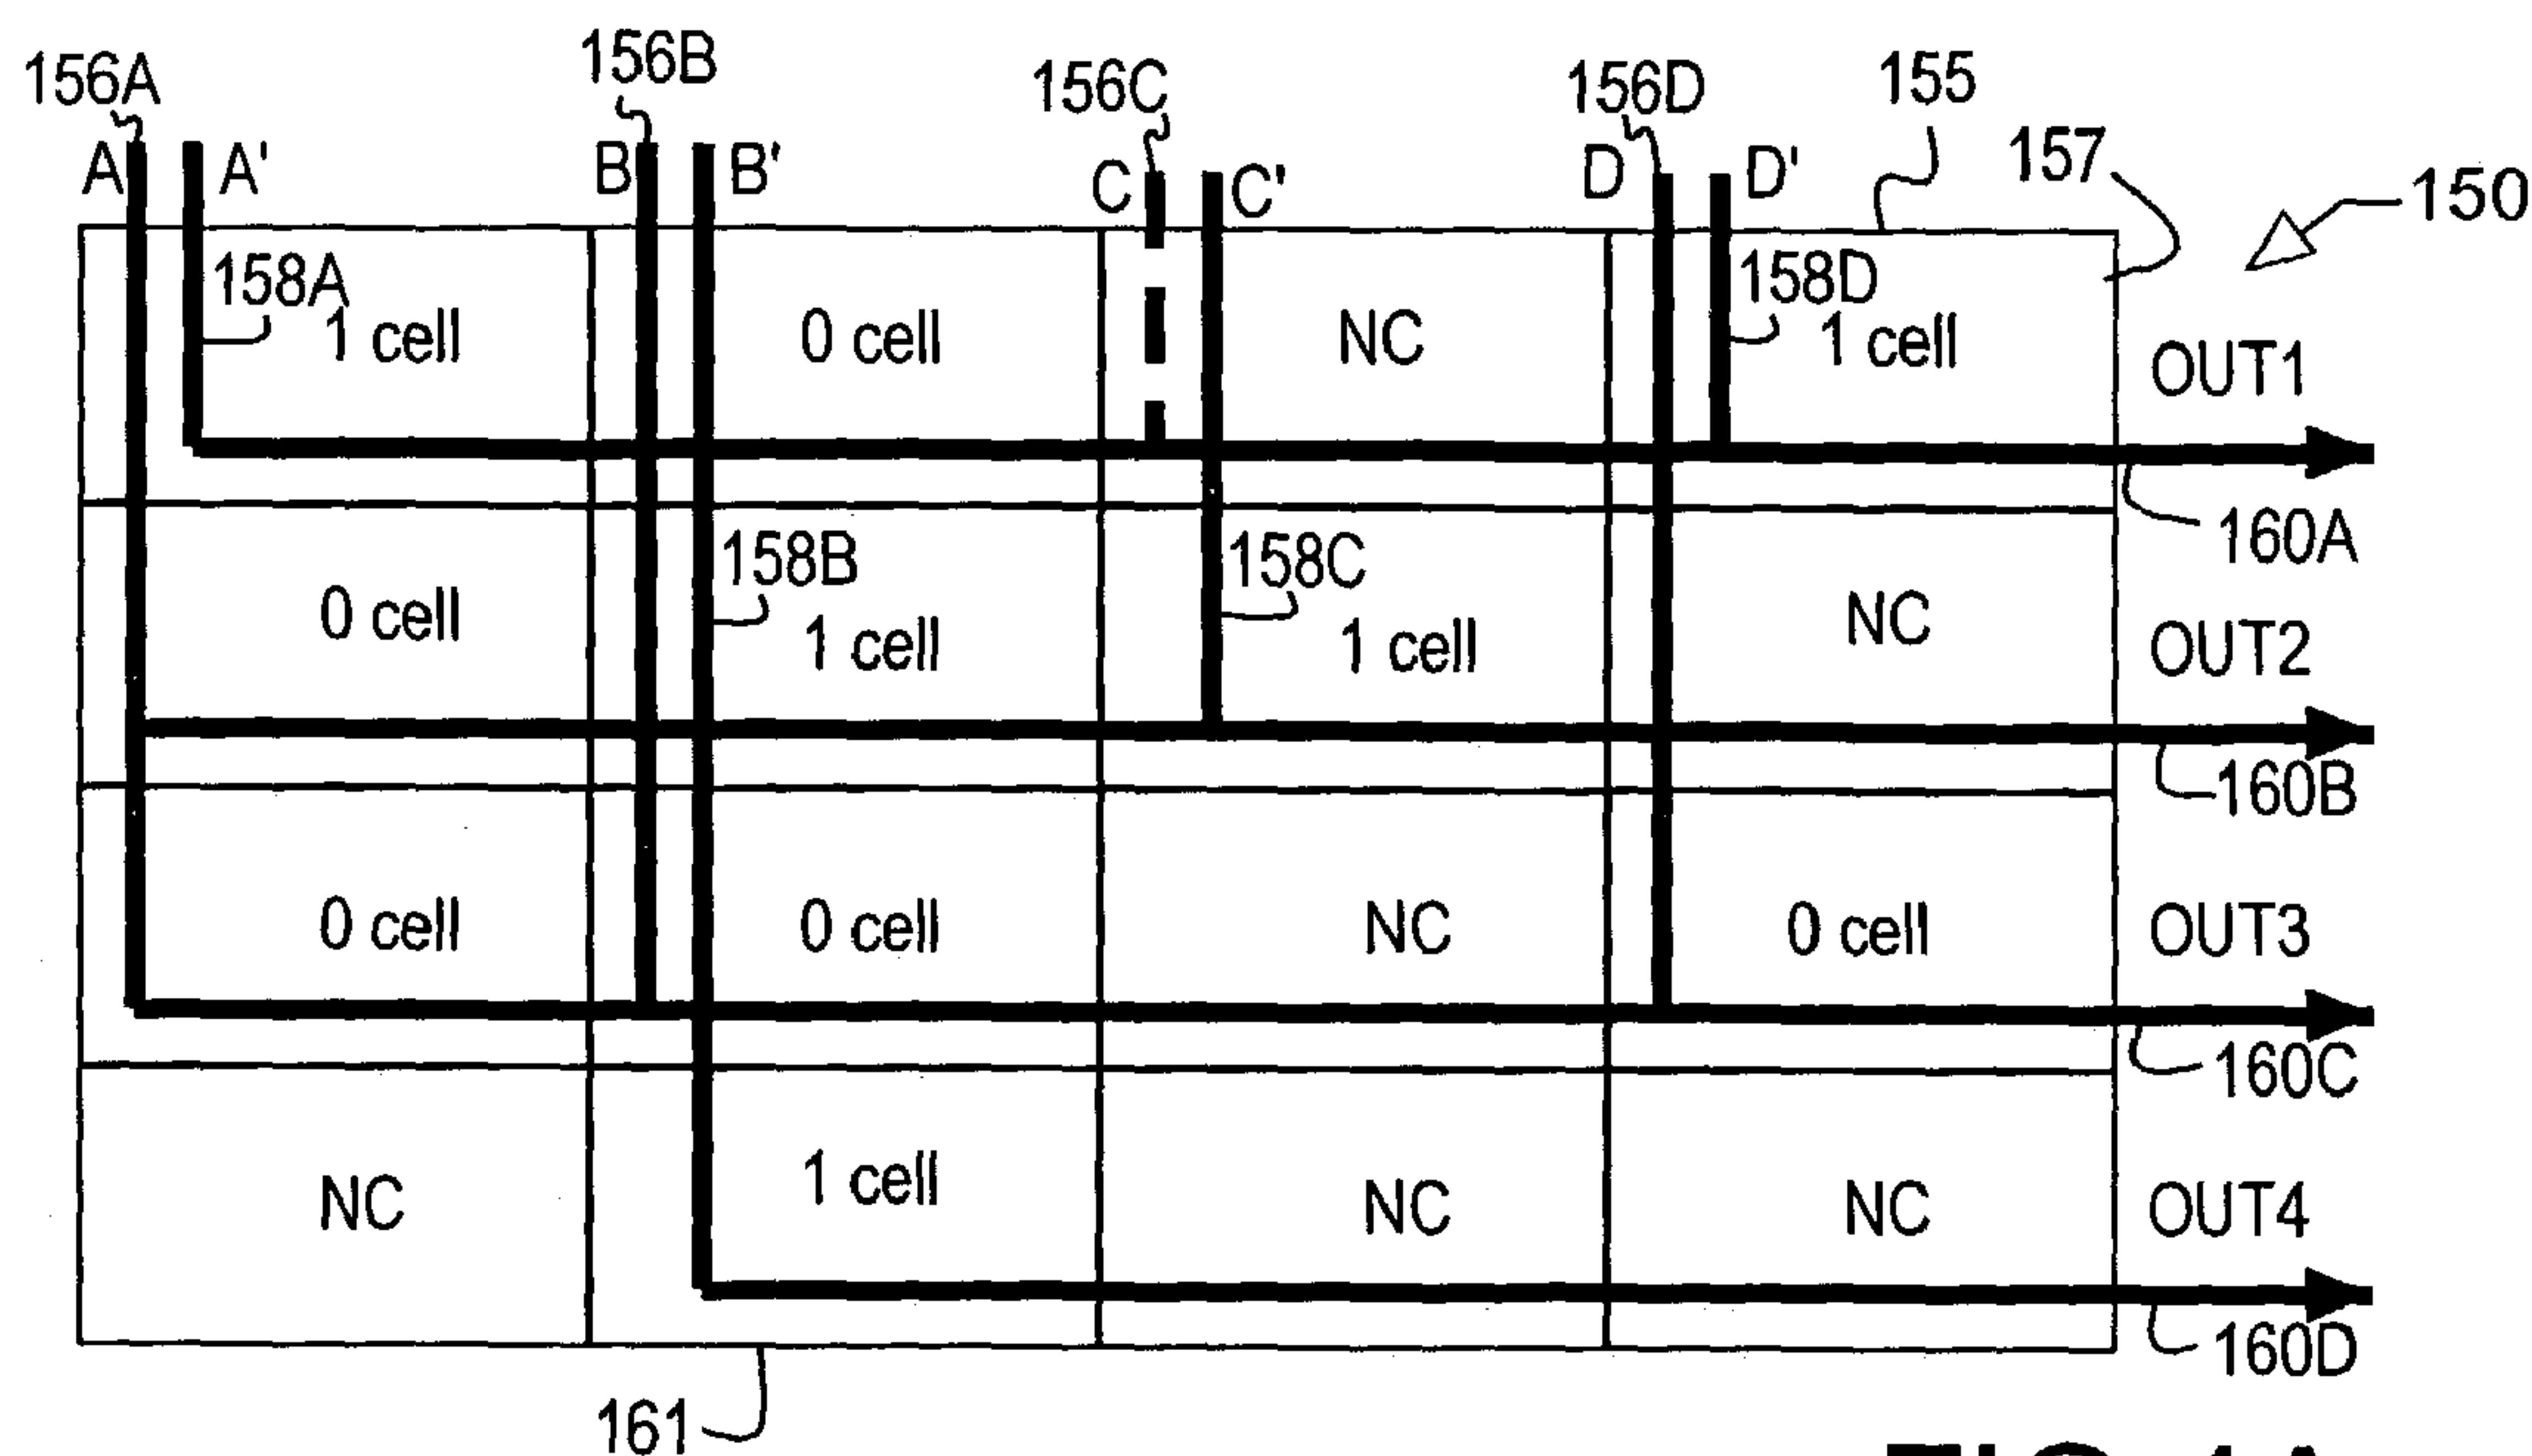 156A 156B 156C 156D 155 157
A A' B B' C C' D D' 150
158A 158D
1 cell 0 cell NC 1 cell OUT1
160A
158B 158C
0 cell 1 cell 1 cell NC OUT2
160B
0 cell 0 cell NC 0 cell OUT3
160C
NC 1 cell NC NC OUT4
160D
161